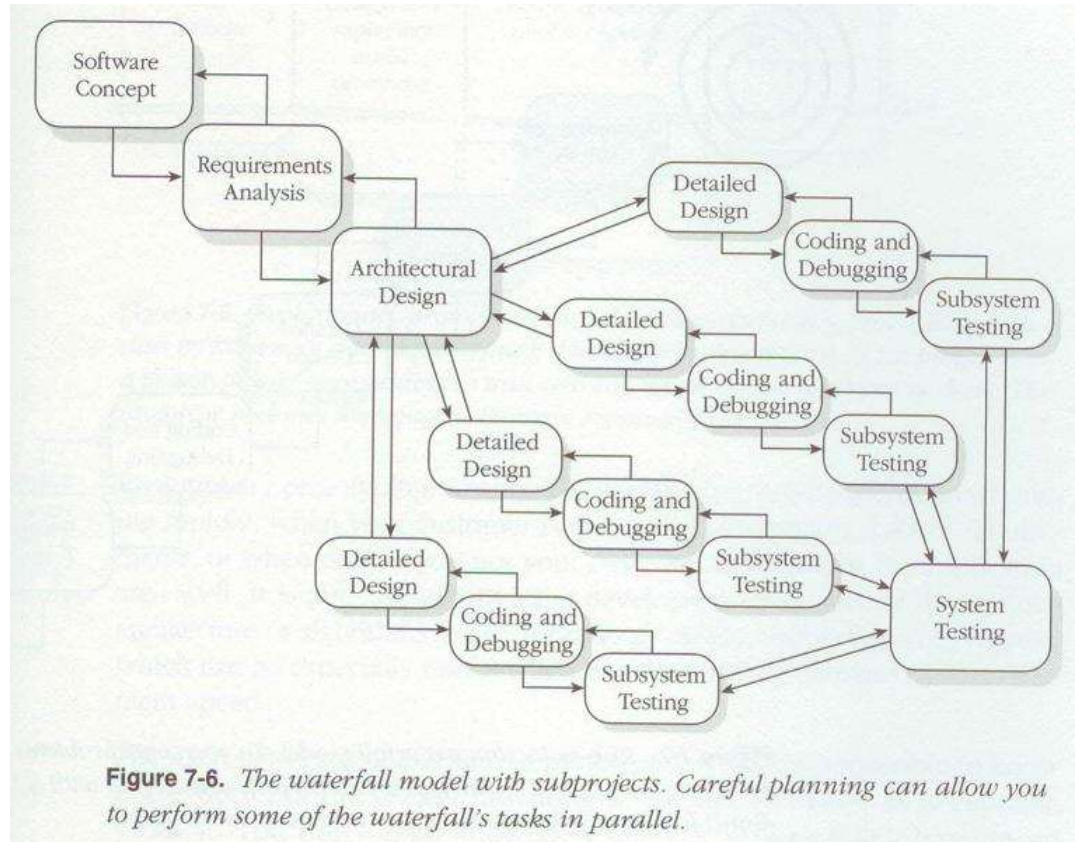 Software
Concept
Requirements
Analysis
Architectural
Design
Detailed
Design
Coding and
Debugging
Subsystem
Testing
Detailed
Design
Coding and
Debugging
Subsystem
Testing
Detailed
Design
Coding and
Debugging
Subsystem
Testing
Detailed
Design
Coding and
Debugging
Subsystem
Testing
System
Testing
Figure 7-6. The waterfall model with subprojects. Careful planning can allow you
to perform some of the waterfall's tasks in parallel.